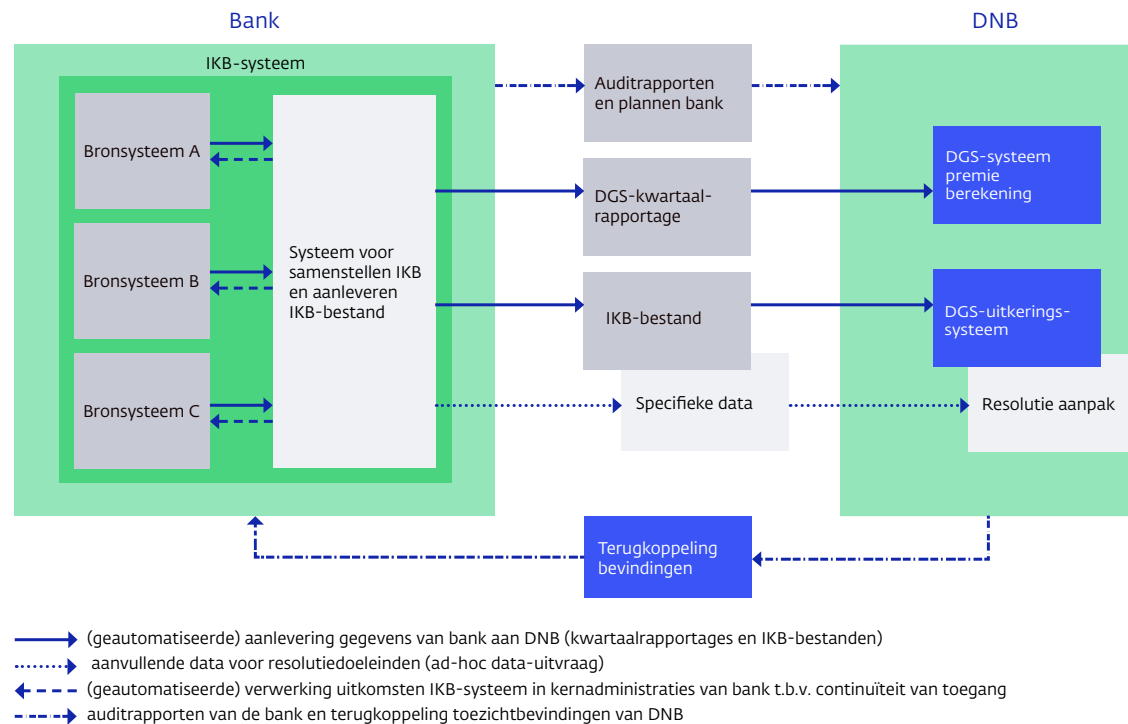 Bank
DNB
IKB-systeem
Bronsysteem A
Bronsysteem B
Bronsysteem C
Systeem voor
samenstellen IKB
en aanleveren
IKB-bestand
Auditrapporten
en plannen bank
DGS-kwartaal-
rapportage
IKB-bestand
Specifieke data
DGS-systeem
premie
berekening
DGS-uitkerings-
systeem
Resolutie aanpak
Terugkoppeling
bevindingen
(geautomatiseerde) aanlevering gegevens van bank aan DNB (kwartaalrapportages en IKB-bestanden)
aanvullende data voor resolutiedoeleinden (ad-hoc data-uitvraag)
(geautomatiseerde) verwerking uitkomsten IKB-systeem in kernadministraties van bank t.b.v. continuïteit van toegang
auditrapporten van de bank en terugkoppeling toezichtbevindingen van DNB